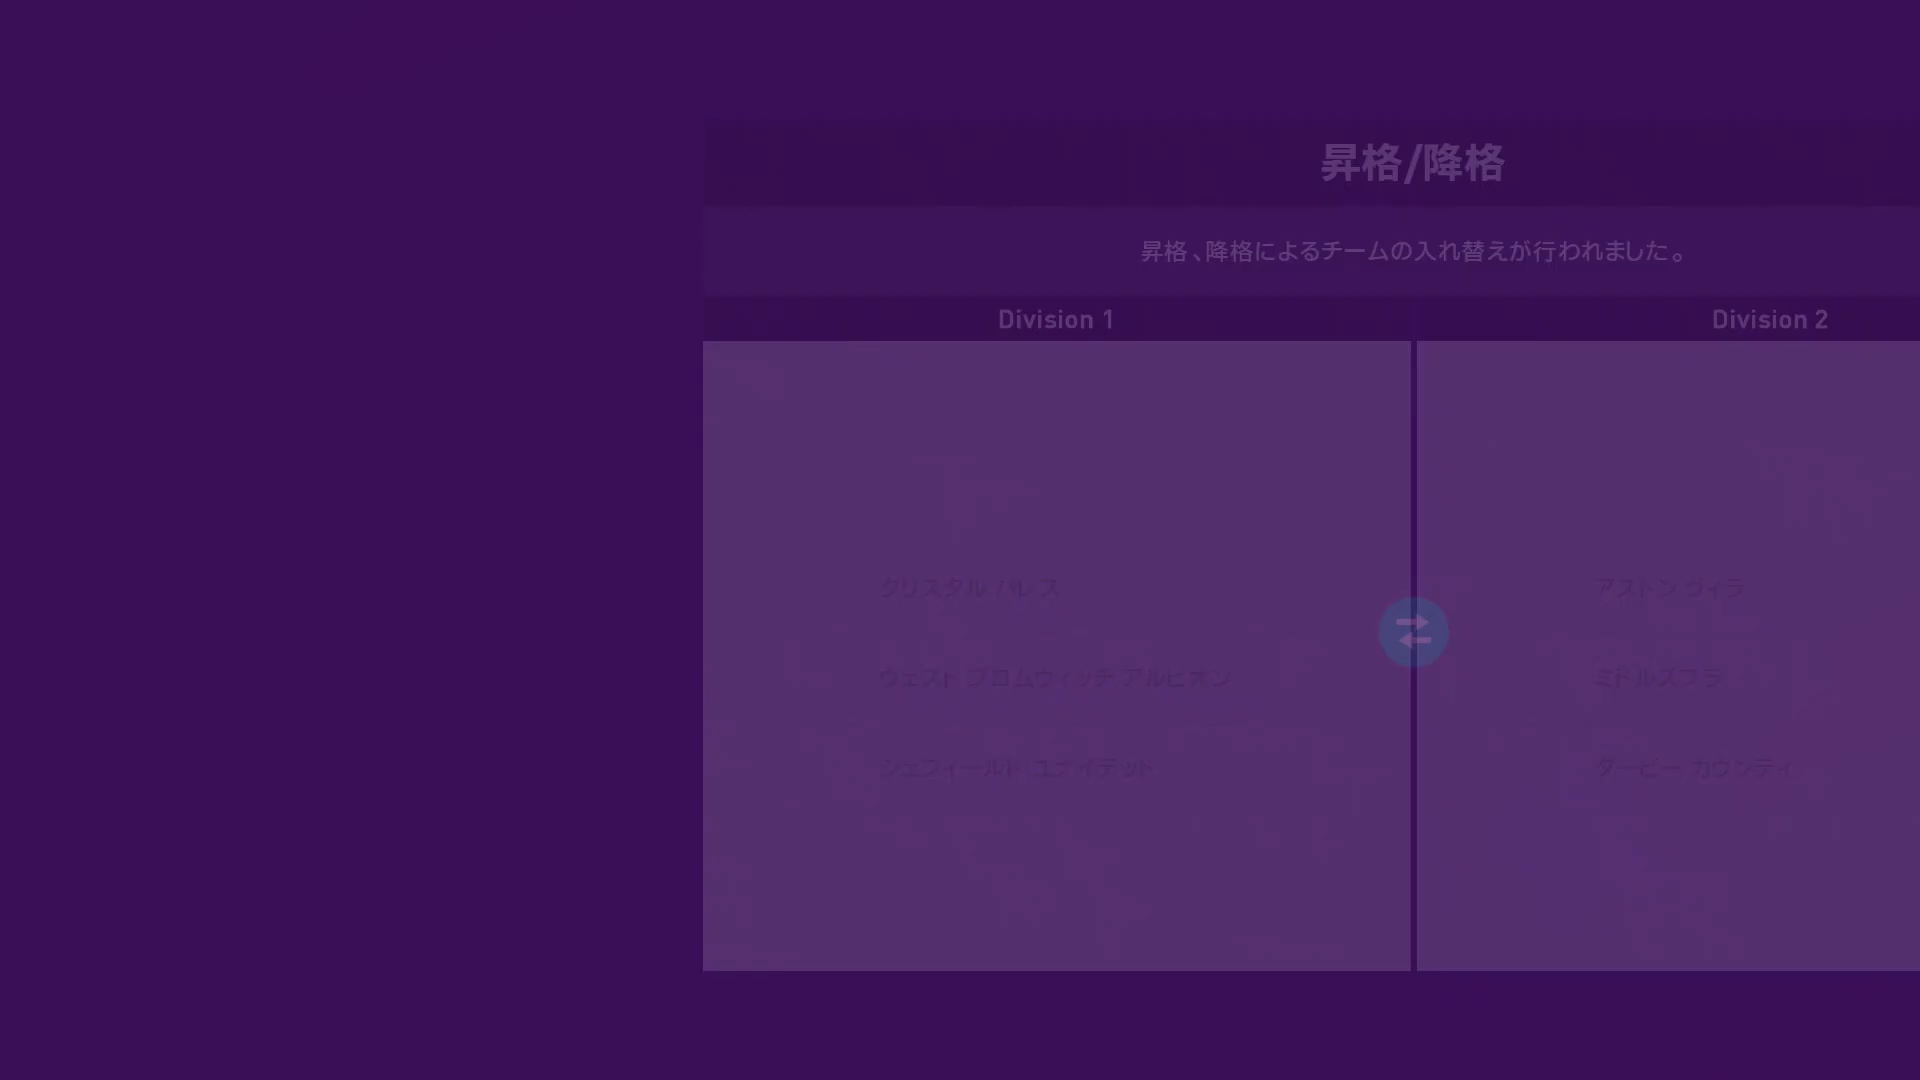 昇格/降格
昇格、降格によるチームの入れ替えが行われました。
Division 1
Division 2
クリスタル パレス
アストン ヴィラ
ウェスト ブロムウィッチ アルビオン
ミドルズブラ
シェフィールド ユナイテッド
ダービー カウンティ